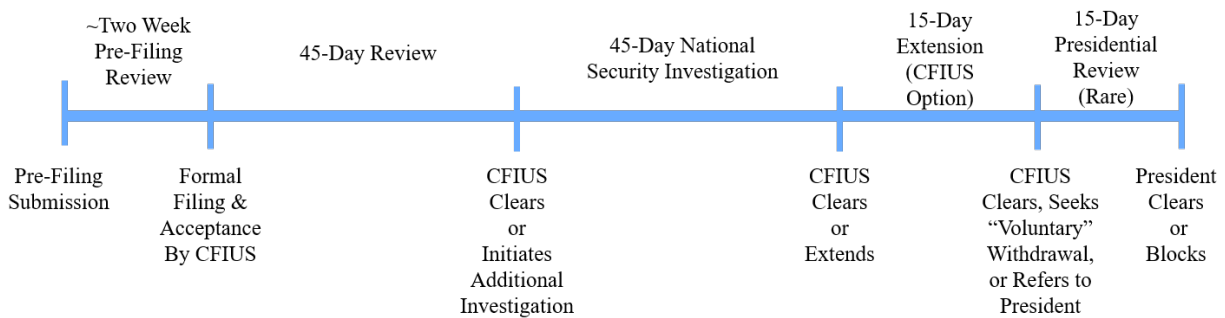 ~Two Week
Pre-Filing
Review
45-Day Review
45-Day National
Security Investigation
15-Day
Extension
(CFIUS
Option)
15-Day
Presidential
Review
(Rare)
Pre-Filing
Submission
Formal
Filing &
Acceptance
By CFIUS
CFIUS
Clears
or
Initiates
Additional
Investigation
CFIUS
Clears
or
Extends
CFIUS
Clears, Seeks
“Voluntary”
Withdrawal,
or Refers to
President
President
Clears
or
Blocks